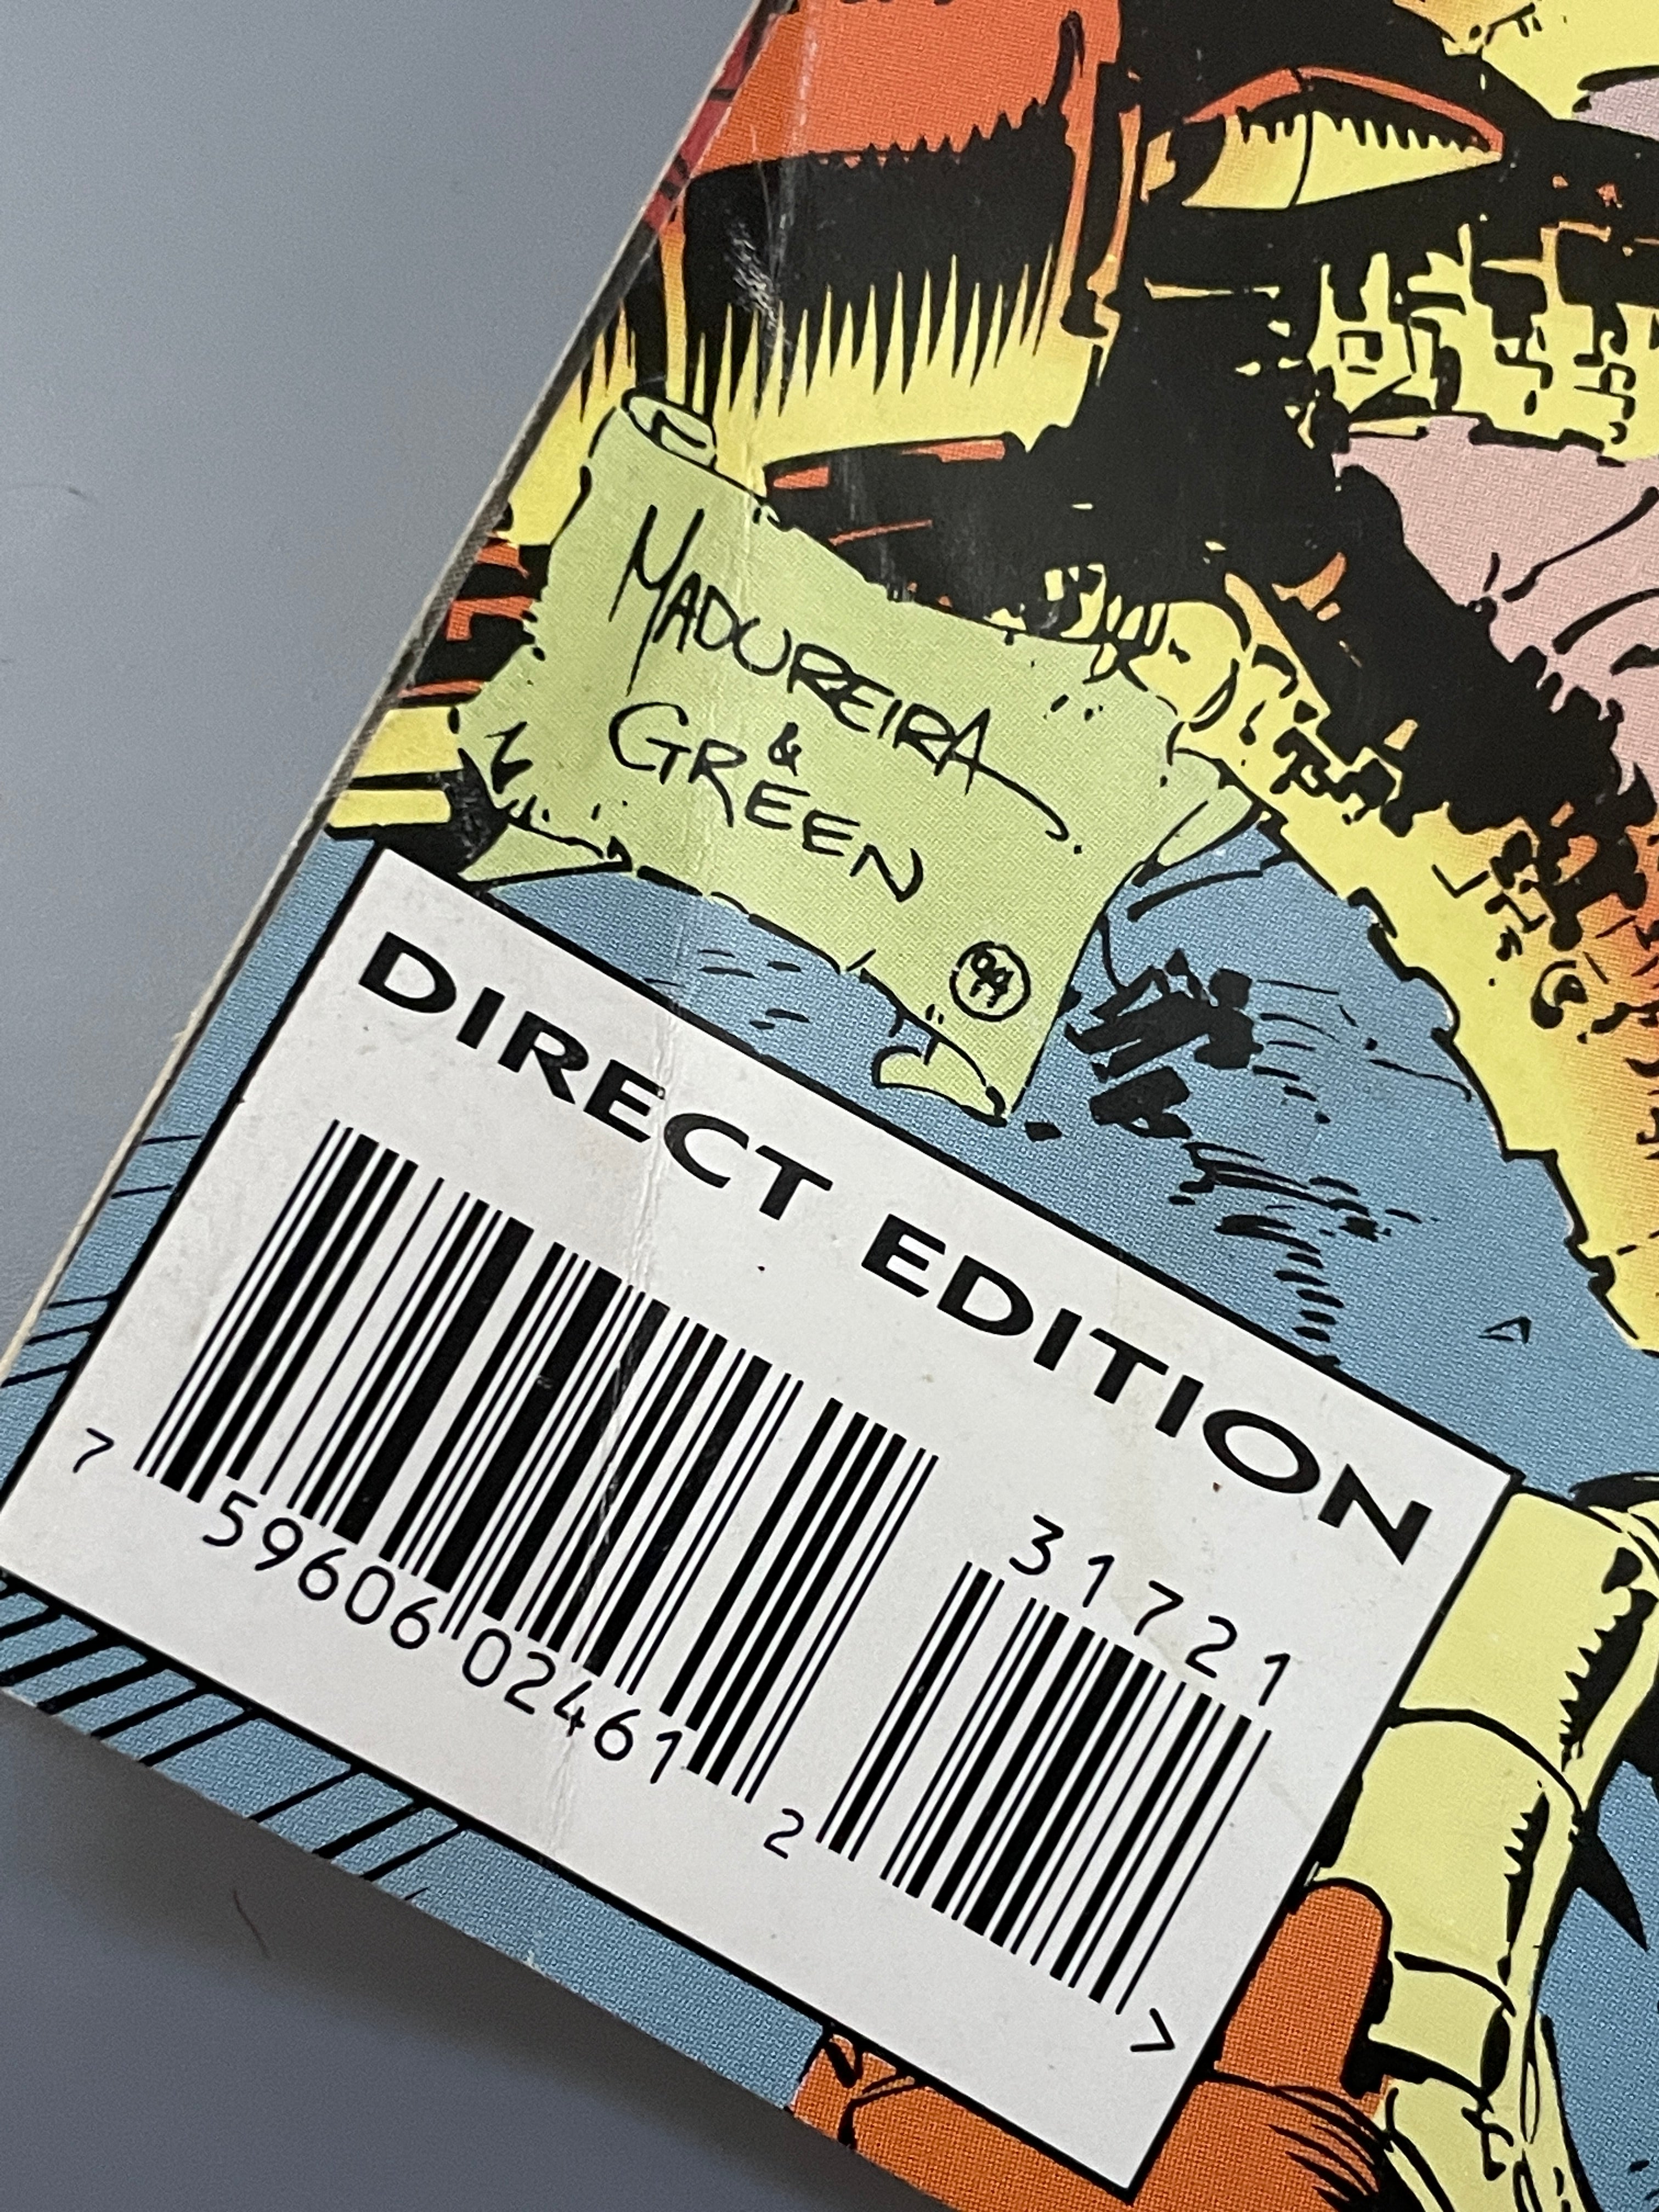 MADUREIRA
&
GREEN
94
DIRECT EDITION
31721
7 59606 02461 2 >